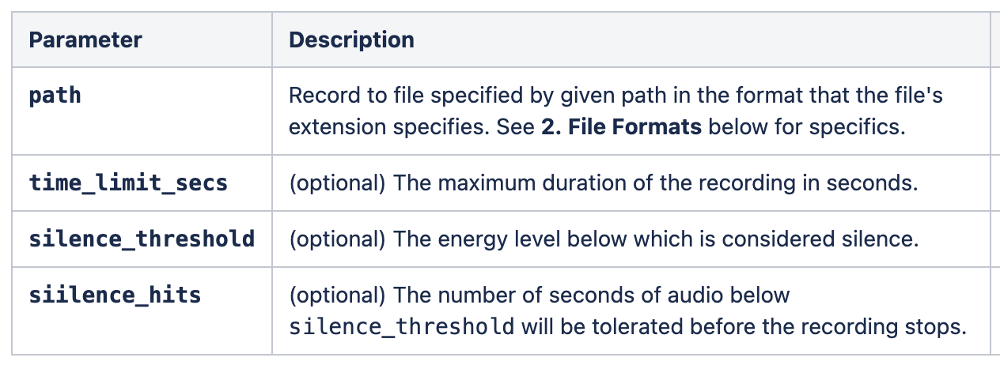 Parameter Description
path Record to file specified by given path in the format that the file's
extension specifies. See 2. File Formats below for specifics.
time_limit_secs (optional) The maximum duration of the recording in seconds.
silence_threshold (optional) The energy level below which is considered silence.
siilence_hits (optional) The number of seconds of audio below
silence_threshold will be tolerated before the recording stops.